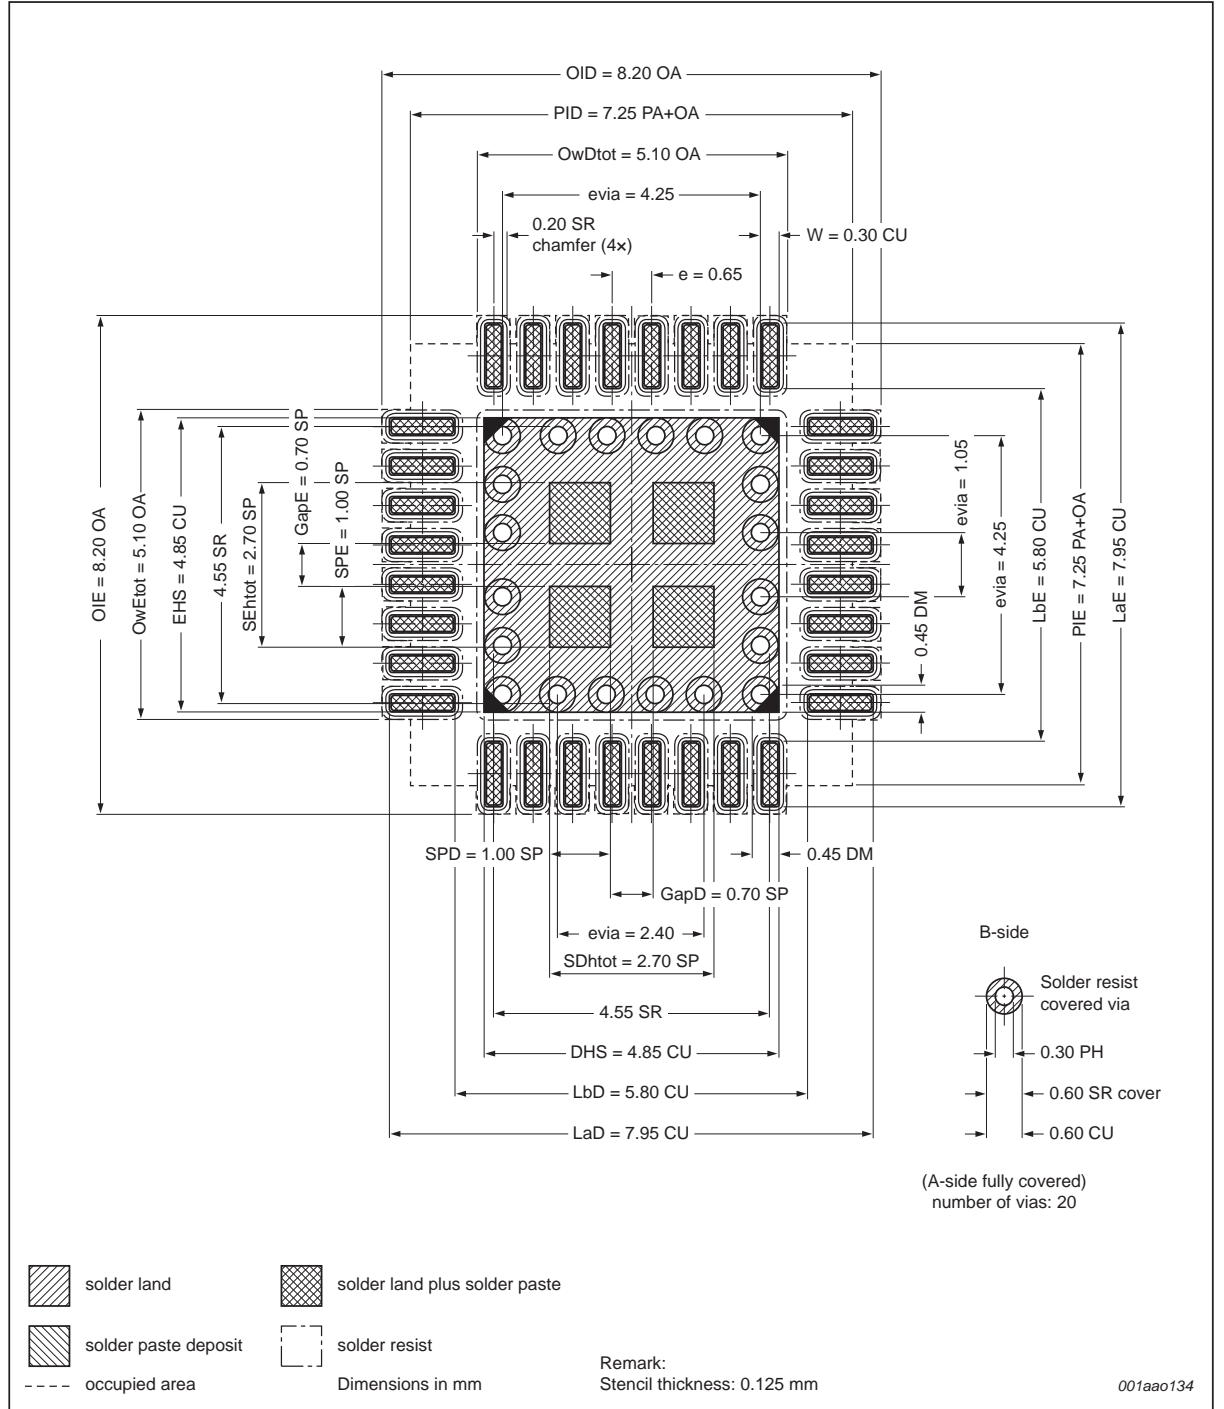 OID = 8.20 OA
PID = 7.25 PA+OA
OwDtot = 5.10 OA
evia = 4.25
0.20 SR
chamfer (4×)
W = 0.30 CU
e = 0.65
OIE = 8.20 OA
OwEtot = 5.10 OA
EHS = 4.85 CU
4.55 SR
SEhtot = 2.70 SP
GapE = 0.70 SP
SPE = 1.00 SP
evia = 1.05
0.45 DM
evia = 4.25
LbE = 5.80 CU
PIE = 7.25 PA+OA
LaE = 7.95 CU
SPD = 1.00 SP
0.45 DM
GapD = 0.70 SP
evia = 2.40
SDhtot = 2.70 SP
4.55 SR
DHS = 4.85 CU
LbD = 5.80 CU
LaD = 7.95 CU
B-side
Solder resist
covered via
0.30 PH
0.60 SR cover
0.60 CU
(A-side fully covered)
number of vias: 20
solder land
solder land plus solder paste
solder paste deposit
solder resist
occupied area
Dimensions in mm
Remark:
Stencil thickness: 0.125 mm
001aao134